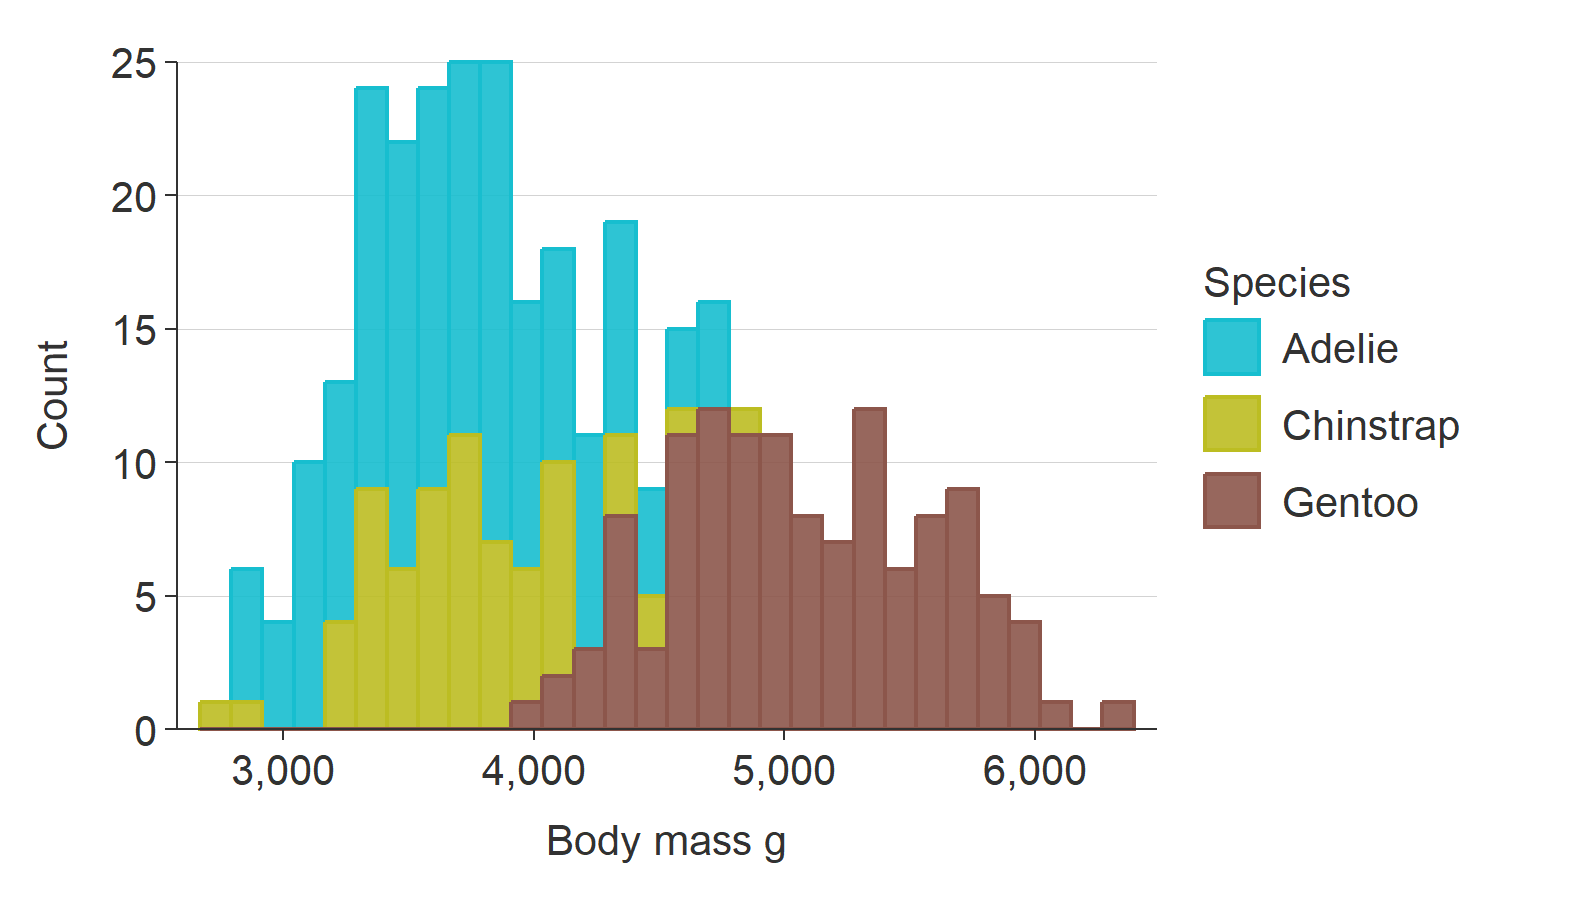 25
20
15
10
5
0
Count
3,000 4,000 5,000 6,000
Body mass g
Species
Adelie
Chinstrap
Gentoo